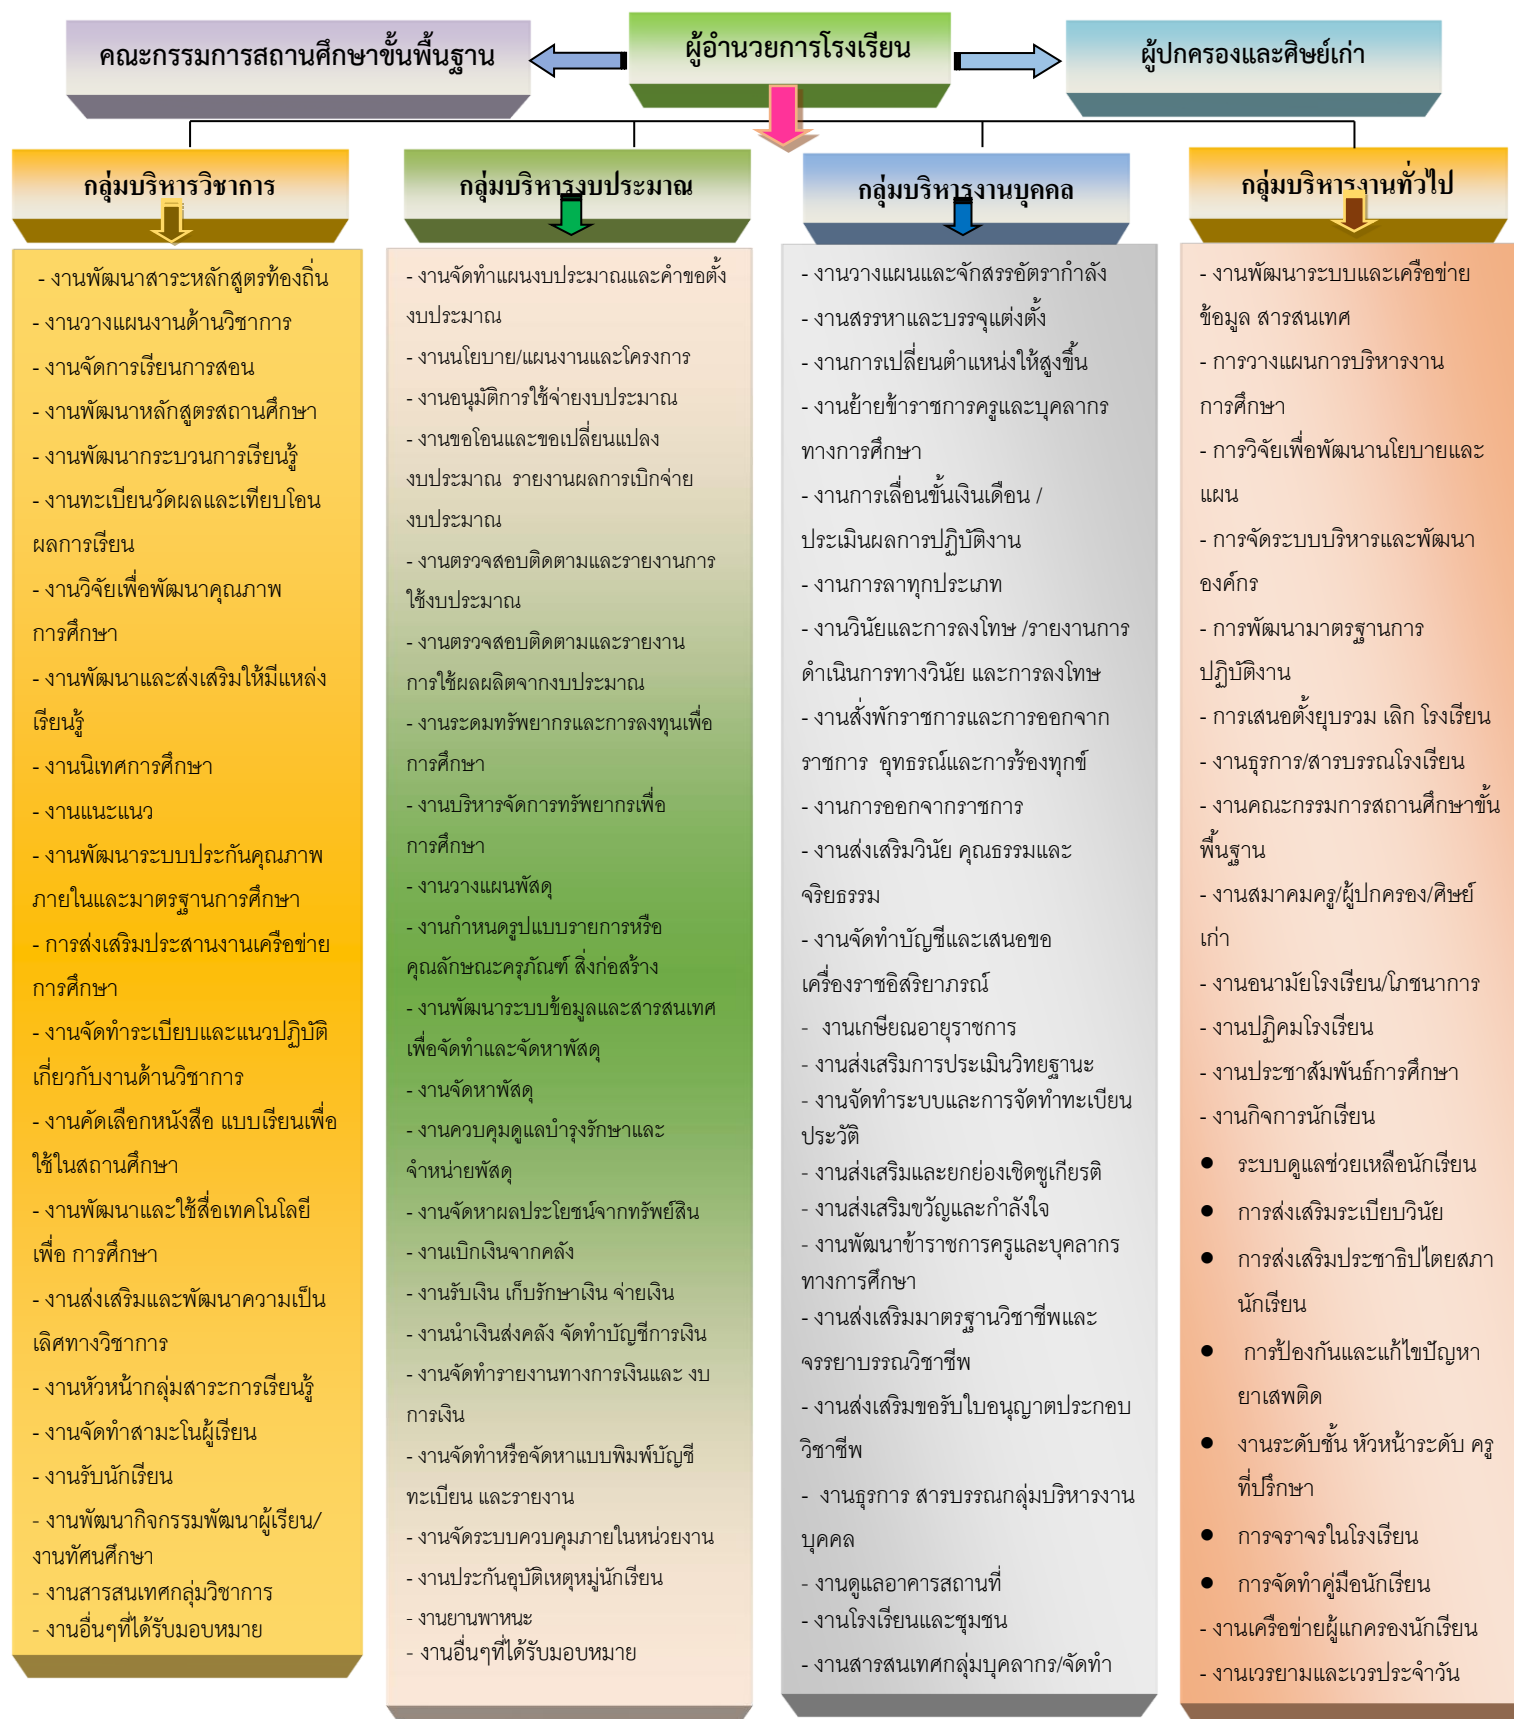 คณะกรรมการสถานศึกษาขั้นพื้นฐาน
ผู้อำนวยการโรงเรียน
ผู้ปกครองและศิษย์เก่า
กลุ่มบริหารวิชาการ
- งานพัฒนาสาระหลักสูตรท้องถิ่น
- งานวางแผนงานด้านวิชาการ
- งานจัดการเรียนการสอน
- งานพัฒนาหลักสูตรสถานศึกษา
- งานพัฒนากระบวนการเรียนรู้
- งานทะเบียนวัดผลและเทียบโอน
ผลการเรียน
- งานวิจัยเพื่อพัฒนาคุณภาพ
การศึกษา
- งานพัฒนาและส่งเสริมให้มีแหล่ง
เรียนรู้
- งานนิเทศการศึกษา
- งานแนะแนว
- งานพัฒนาระบบประกันคุณภาพ
ภายในและมาตรฐานการศึกษา
- การส่งเสริมประสานงานเครือข่าย
การศึกษา
- งานจัดทำระเบียบและแนวปฏิบัติ
เกี่ยวกับงานด้านวิชาการ
- งานคัดเลือกหนังสือ แบบเรียนเพื่อ
ใช้ในสถานศึกษา
- งานพัฒนาและใช้สื่อเทคโนโลยี
เพื่อ การศึกษา
- งานส่งเสริมและพัฒนาความเป็น
เลิศทางวิชาการ
- งานหัวหน้ากลุ่มสาระการเรียนรู้
- งานจัดทำสามะโนผู้เรียน
- งานรับนักเรียน
- งานพัฒนากิจกรรมพัฒนาผู้เรียน/
งานทัศนศึกษา
- งานสารสนเทศกลุ่มวิชาการ
- งานอื่นๆที่ได้รับมอบหมาย
กลุ่มบริหารงบประมาณ
- งานจัดทำแผนงบประมาณและคำขอตั้ง
งบประมาณ
- งานนโยบาย/แผนงานและโครงการ
- งานอนุมัติการใช้จ่ายงบประมาณ
- งานขอโอนและขอเปลี่ยนแปลง
งบประมาณ รายงานผลการเบิกจ่าย
งบประมาณ
- งานตรวจสอบติดตามและรายงานการ
ใช้งบประมาณ
- งานตรวจสอบติดตามและรายงาน
การใช้ผลผลิตจากงบประมาณ
- งานระดมทรัพยากรและการลงทุนเพื่อ
การศึกษา
- งานบริหารจัดการทรัพยากรเพื่อ
การศึกษา
- งานวางแผนพัสดุ
- งานกำหนดรูปแบบรายการหรือ
คุณลักษณะครุภัณฑ์ สิ่งก่อสร้าง
- งานพัฒนาระบบข้อมูลและสารสนเทศ
เพื่อจัดทำและจัดหาพัสดุ
- งานจัดหาพัสดุ
- งานควบคุมดูแลบำรุงรักษาและ
จำหน่ายพัสดุ
- งานจัดหาผลประโยชน์จากทรัพย์สิน
- งานเบิกเงินจากคลัง
- งานรับเงิน เก็บรักษาเงิน จ่ายเงิน
- งานนำเงินส่งคลัง จัดทำบัญชีการเงิน
- งานจัดทำรายงานทางการเงินและ งบ
การเงิน
- งานจัดทำหรือจัดหาแบบพิมพ์บัญชี
ทะเบียน และรายงาน
- งานจัดระบบควบคุมภายในหน่วยงาน
- งานประกันอุบัติเหตุหมู่นักเรียน
- งานยานพาหนะ
- งานอื่นๆที่ได้รับมอบหมาย
กลุ่มบริหารงานบุคคล
- งานวางแผนและจักสรรอัตรากำลัง
- งานสรรหาและบรรจุแต่งตั้ง
- งานการเปลี่ยนตำแหน่งให้สูงขึ้น
- งานย้ายข้าราชการครูและบุคลากร
ทางการศึกษา
- งานการเลื่อนขั้นเงินเดือน /
ประเมินผลการปฏิบัติงาน
- งานการลาทุกประเภท
- งานวินัยและการลงโทษ /รายงานการ
ดำเนินการทางวินัย และการลงโทษ
- งานสั่งพักราชการและการออกจาก
ราชการ อุทธรณ์และการร้องทุกข์
- งานการออกจากราชการ
- งานส่งเสริมวินัย คุณธรรมและ
จริยธรรม
- งานจัดทำบัญชีและเสนอขอ
เครื่องราชอิสริยาภรณ์
- งานเกษียณอายุราชการ
- งานส่งเสริมการประเมินวิทยฐานะ
- งานจัดทำระบบและการจัดทำทะเบียน
ประวัติ
- งานส่งเสริมและยกย่องเชิดชูเกียรติ
- งานส่งเสริมขวัญและกำลังใจ
- งานพัฒนาข้าราชการครูและบุคลากร
ทางการศึกษา
- งานส่งเสริมมาตรฐานวิชาชีพและ
จรรยาบรรณวิชาชีพ
- งานส่งเสริมขอรับใบอนุญาตประกอบ
วิชาชีพ
- งานธุรการ สารบรรณกลุ่มบริหารงาน
บุคคล
- งานดูแลอาคารสถานที่
- งานโรงเรียนและชุมชน
- งานสารสนเทศกลุ่มบุคลากร/จัดทำ
กลุ่มบริหารงานทั่วไป
- งานพัฒนาระบบและเครือข่าย
ข้อมูล สารสนเทศ
- การวางแผนการบริหารงาน
การศึกษา
- การวิจัยเพื่อพัฒนานโยบายและ
แผน
- การจัดระบบบริหารและพัฒนา
องค์กร
- การพัฒนามาตรฐานการ
ปฏิบัติงาน
- การเสนอตั้งยุบรวม เลิก โรงเรียน
- งานธุรการ/สารบรรณโรงเรียน
- งานคณะกรรมการสถานศึกษาขั้น
พื้นฐาน
- งานสมาคมครู/ผู้ปกครอง/ศิษย์
เก่า
- งานอนามัยโรงเรียน/โภชนาการ
- งานปฏิคมโรงเรียน
- งานประชาสัมพันธ์การศึกษา
- งานกิจการนักเรียน
● ระบบดูแลช่วยเหลือนักเรียน
● การส่งเสริมระเบียบวินัย
● การส่งเสริมประชาธิปไตยสภา
นักเรียน
● การป้องกันและแก้ไขปัญหา
ยาเสพติด
● งานระดับชั้น หัวหน้าระดับ ครู
ที่ปรึกษา
● การจราจรในโรงเรียน
● การจัดทำคู่มือนักเรียน
- งานเครือข่ายผู้แกครองนักเรียน
- งานเวรยามและเวรประจำวัน